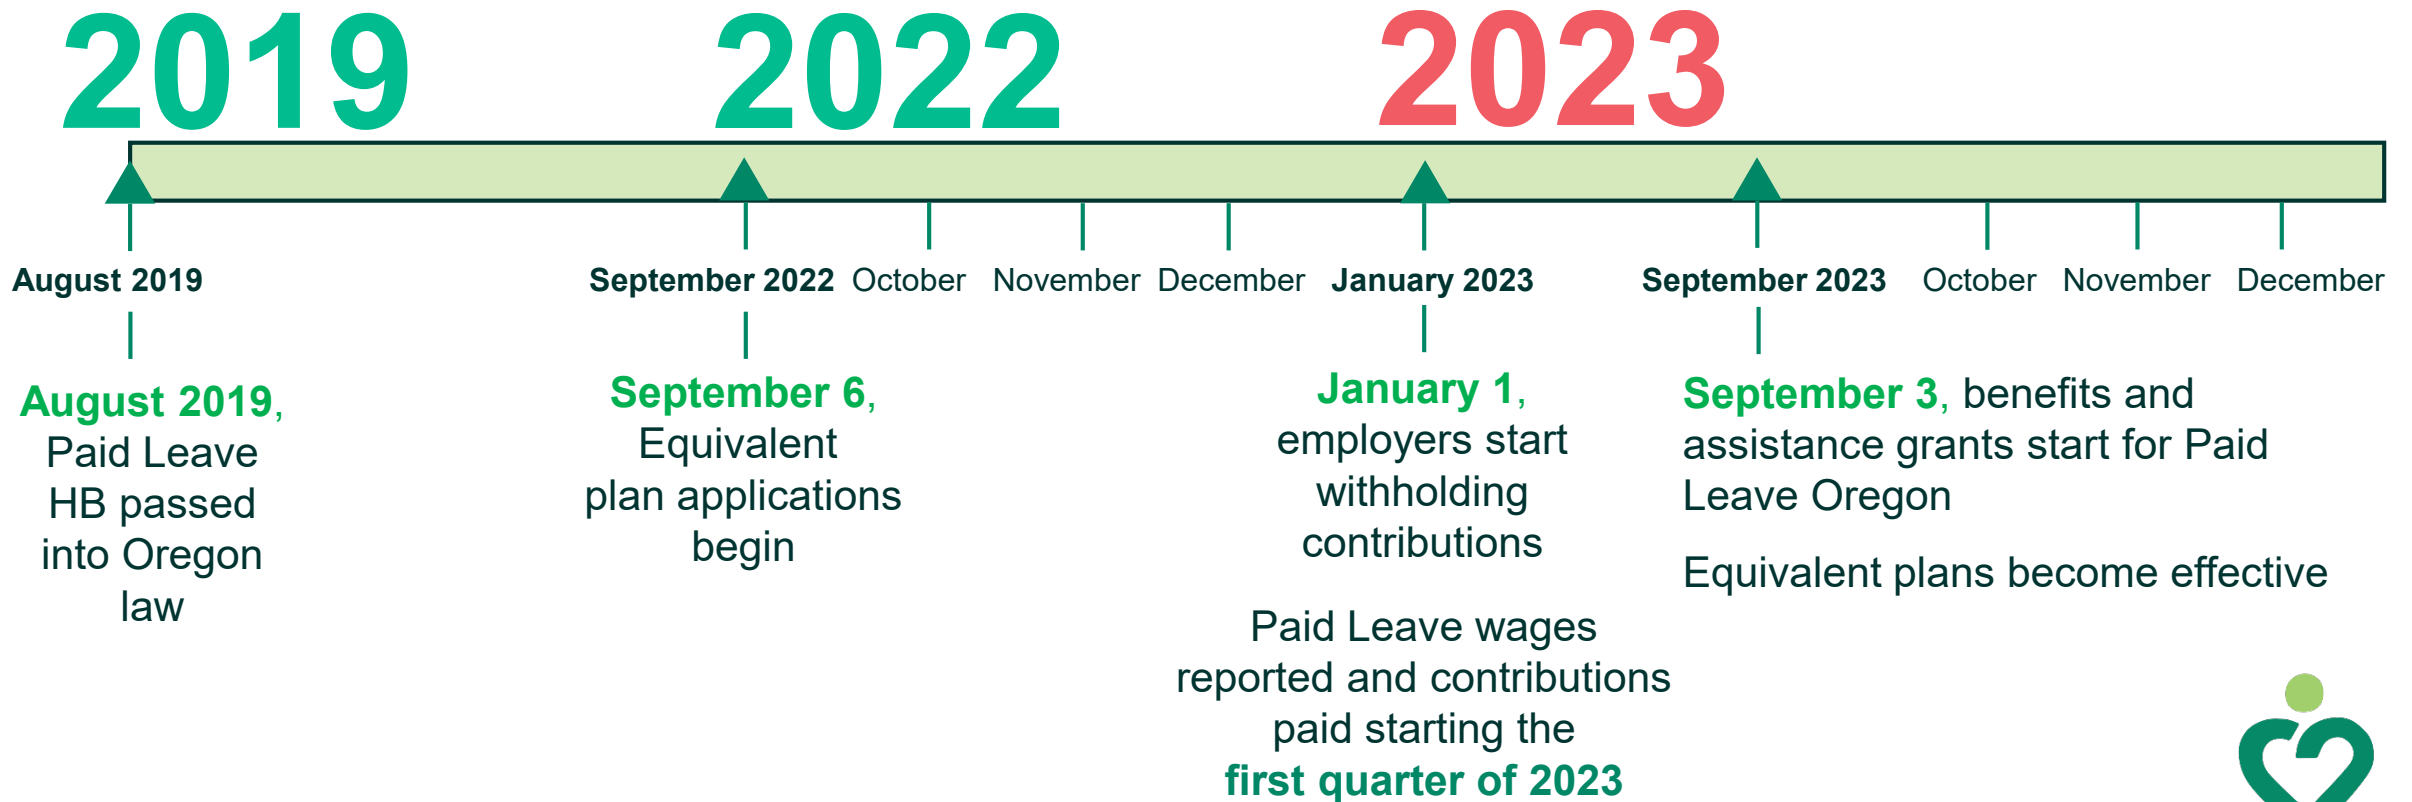 2019 2022 2023
August 2019 September 2022 October November December January 2023 September 2023 October November December
August 2019,
Paid Leave
HB passed
into Oregon
law
September 6,
Equivalent
plan applications
begin
January 1,
employers start
withholding
contributions
Paid Leave wages
reported and contributions
paid starting the
first quarter of 2023
September 3, benefits and
assistance grants start for Paid
Leave Oregon
Equivalent plans become effective